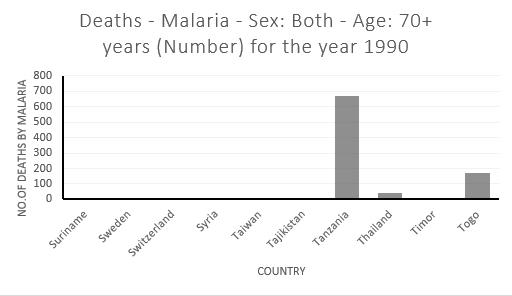 Deaths - Malaria - Sex: Both - Age: 70+
years (Number) for the year 1990
NO.OF DEATHS BY MALARIA
800
700
600
500
400
300
200
100
0
Suriname
Sweden
Switzerland
Syria
Taiwan
Tajikistan
Tanzania
Thailand
Timor
Togo
COUNTRY